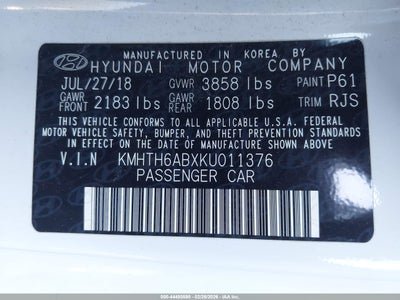 MANUFACTURED IN KOREA BY
HYUNDAI MOTOR COMPANY
JUL/27/18 GVWR 3858 lbs PAINT P61
GAWR FRONT 2183 lbs GAWR REAR 1808 lbs TRIM RJS
THIS VEHICLE CONFORMS TO ALL APPLICABLE U.S.A. FEDERAL
MOTOR VEHICLE SAFETY, BUMPER, AND THEFT PREVENTION STANDARDS
IN EFFECT ON THE DATE OF MANUFACTURE SHOWN ABOVE.
V.I.N KMHTH6ABXKU011376
PASSENGER CAR